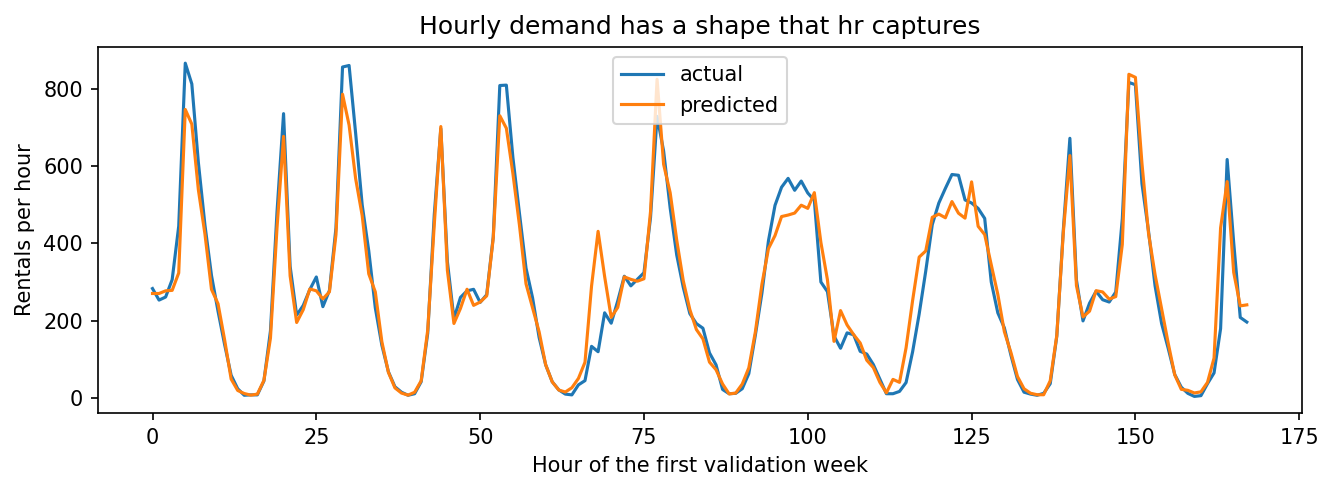 Hourly demand has a shape that hr captures
actual
predicted
Rentals per hour
800
600
400
200
0
0 25 50 75 100 125 150 175
Hour of the first validation week